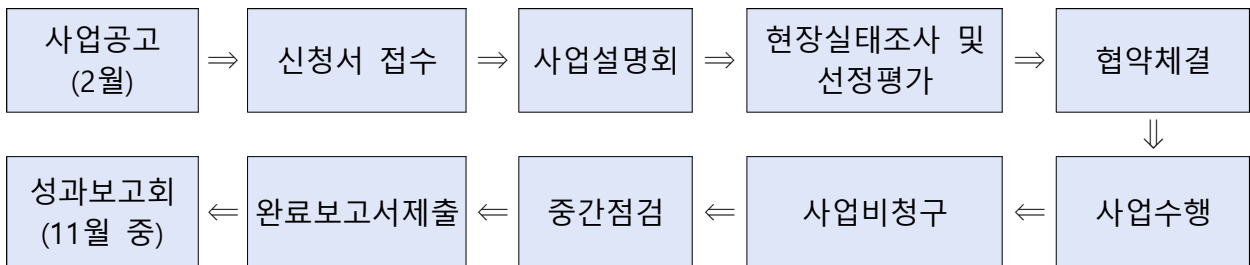 사업공고
(2월)
⇒
신청서 접수
⇒
사업설명회
⇒
현장실태조사 및
선정평가
⇒
협약체결
⇓
사업수행
⇐
사업비청구
⇐
중간점검
⇐
완료보고서제출
⇐
성과보고회
(11월 중)